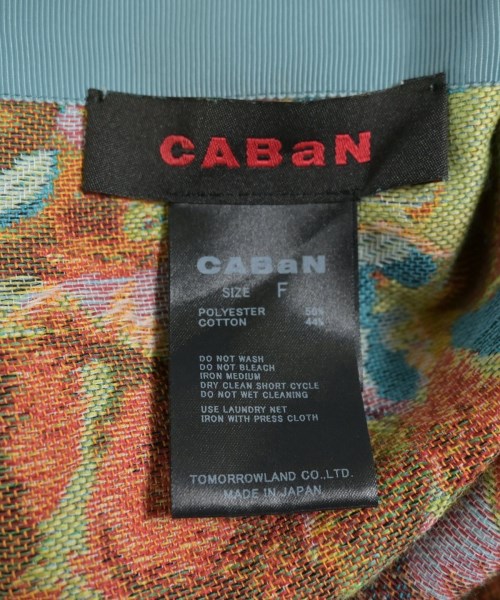 CABaN
CABaN
SIZE F
POLYESTER 56%
COTTON 44%
DO NOT WASH
DO NOT BLEACH
IRON MEDIUM
DRY CLEAN SHORT CYCLE
DO NOT WET CLEANING
USE LAUNDRY NET
IRON WITH PRESS CLOTH
TOMORROWLAND CO.,LTD.
MADE IN JAPAN